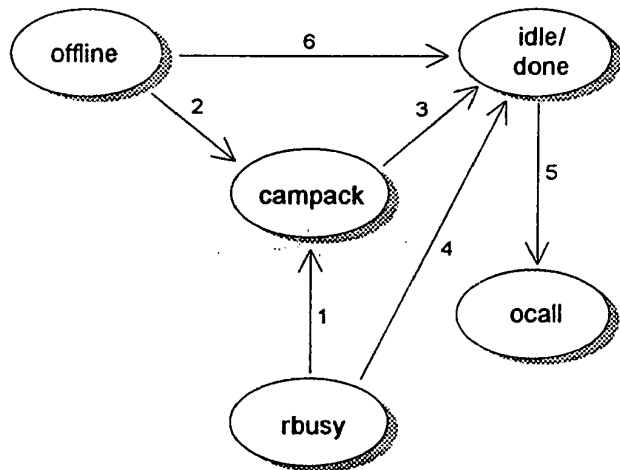 offline
6
idle/
done
2
3
campack
5
4
ocall
1
rbusy